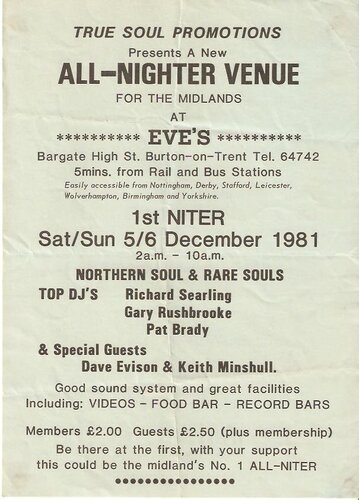 TRUE SOUL PROMOTIONS
Presents A New
ALL-NIGHTER VENUE
FOR THE MIDLANDS
AT
********** EVE'S **********
Bargate High St. Burton-on-Trent Tel. 64742
5mins. from Rail and Bus Stations
Easily accessible from Nottingham, Derby, Stafford, Leicester,
Wolverhampton, Birmingham and Yorkshire.
1st NITER
Sat/Sun 5/6 December 1981
2a.m. - 10a.m.
NORTHERN SOUL & RARE SOULS
TOP DJ'S Richard Searling
Gary Rushbrooke
Pat Brady
& Special Guests
Dave Evison & Keith Minshull.
Good sound system and great facilities
Including: VIDEOS - FOOD BAR - RECORD BARS
Members £2.00 Guests £2.50 (plus membership)
Be there at the first, with your support
this could be the midland's No. 1 ALL-NITER